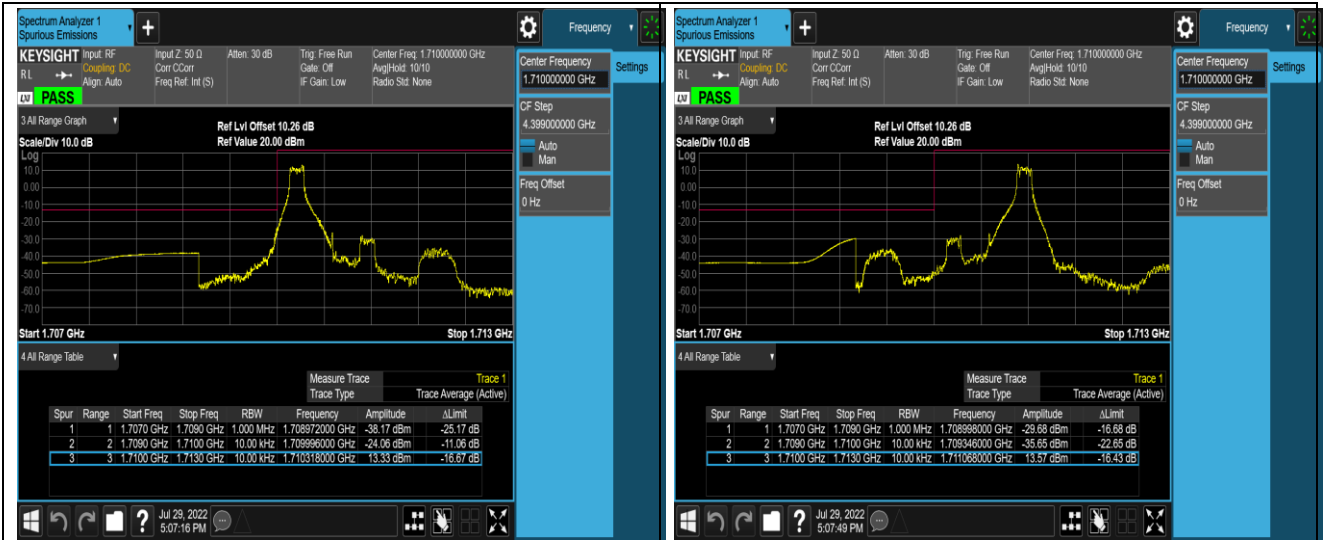 Spectrum Analyzer 1
Spurious Emissions
+
Frequency
KEYSIGHT
Input: RF
Coupling: DC
Align: Auto
Input Z: 50 Ω
Corr CCorr
Freq Ref: Int (S)
Atten: 30 dB
Trig: Free Run
Gate: Off
IF Gain: Low
Center Freq: 1.710000000 GHz
Avg|Hold: 10/10
Radio Std: None
R L
LXI
PASS
Center Frequency
1.710000000 GHz
Settings
CF Step
4.399000000 GHz
Auto
Man
Freq Offset
0 Hz
3 All Range Graph
Ref Lvl Offset 10.26 dB
Scale/Div 10.0 dB
Ref Value 20.00 dBm
Log
10.0
0.00
-10.0
-20.0
-30.0
-40.0
-50.0
-60.0
-70.0
Start 1.707 GHz
Stop 1.713 GHz
4 All Range Table
Measure Trace Trace 1
Trace Type Trace Average (Active)
Spur Range Start Freq Stop Freq RBW Frequency Amplitude ΔLimit
1 1 1.7070 GHz 1.7090 GHz 1.000 MHz 1.708972000 GHz -38.17 dBm -25.17 dB
2 2 1.7090 GHz 1.7100 GHz 10.00 kHz 1.709996000 GHz -24.06 dBm -11.06 dB
3 3 1.7100 GHz 1.7130 GHz 10.00 kHz 1.710318000 GHz 13.33 dBm -16.67 dB
?
Jul 29, 2022
5:07:16 PM
Spectrum Analyzer 1
Spurious Emissions
+
Frequency
KEYSIGHT
Input: RF
Coupling: DC
Align: Auto
Input Z: 50 Ω
Corr CCorr
Freq Ref: Int (S)
Atten: 30 dB
Trig: Free Run
Gate: Off
IF Gain: Low
Center Freq: 1.710000000 GHz
Avg|Hold: 10/10
Radio Std: None
R L
LXI
PASS
Center Frequency
1.710000000 GHz
Settings
CF Step
4.399000000 GHz
Auto
Man
Freq Offset
0 Hz
3 All Range Graph
Ref Lvl Offset 10.26 dB
Scale/Div 10.0 dB
Ref Value 20.00 dBm
Log
10.0
0.00
-10.0
-20.0
-30.0
-40.0
-50.0
-60.0
-70.0
Start 1.707 GHz
Stop 1.713 GHz
4 All Range Table
Measure Trace Trace 1
Trace Type Trace Average (Active)
Spur Range Start Freq Stop Freq RBW Frequency Amplitude ΔLimit
1 1 1.7070 GHz 1.7090 GHz 1.000 MHz 1.708998000 GHz -29.68 dBm -16.68 dB
2 2 1.7090 GHz 1.7100 GHz 10.00 kHz 1.709346000 GHz -35.65 dBm -22.65 dB
3 3 1.7100 GHz 1.7130 GHz 10.00 kHz 1.711068000 GHz 13.57 dBm -16.43 dB
?
Jul 29, 2022
5:07:49 PM